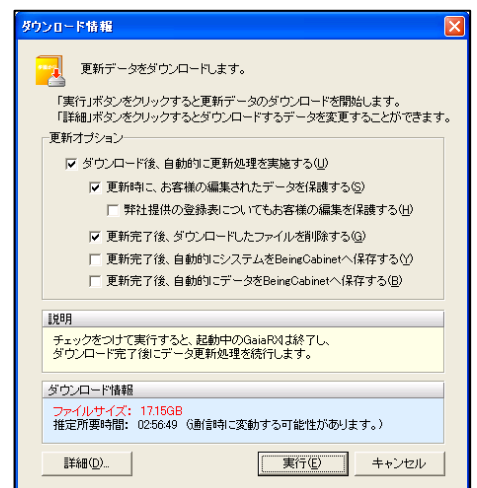 ダウンロード情報
更新データをダウンロードします。
「実行」ボタンをクリックすると更新データのダウンロードを開始します。
「詳細」ボタンをクリックするとダウンロードするデータを変更することができます。
更新オプション
ダウンロード後、自動的に更新処理を実施する(U)
更新時に、お客様の編集されたデータを保護する(S)
弊社提供の登録表についてもお客様の編集を保護する(H)
更新完了後、ダウンロードしたファイルを削除する(G)
更新完了後、自動的にシステムをBeingCabinetへ保存する(Y)
更新完了後、自動的にデータをBeingCabinetへ保存する(B)
説明
チェックをつけて実行すると、起動中のGaiaRXは終了し、
ダウンロード完了後にデータ更新処理を続行します。
ダウンロード情報
ファイルサイズ: 17.15GB
推定所要時間: 02:56:49 (通信時に変動する可能性があります。)
詳細(D)... 実行(E) キャンセル